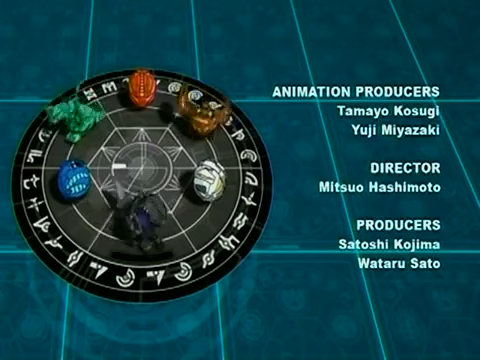 ANIMATION PRODUCERS
Tamayo Kosugi
Yuji Miyazaki
DIRECTOR
Mitsuo Hashimoto
PRODUCERS
Satoshi Kojima
Wataru Sato